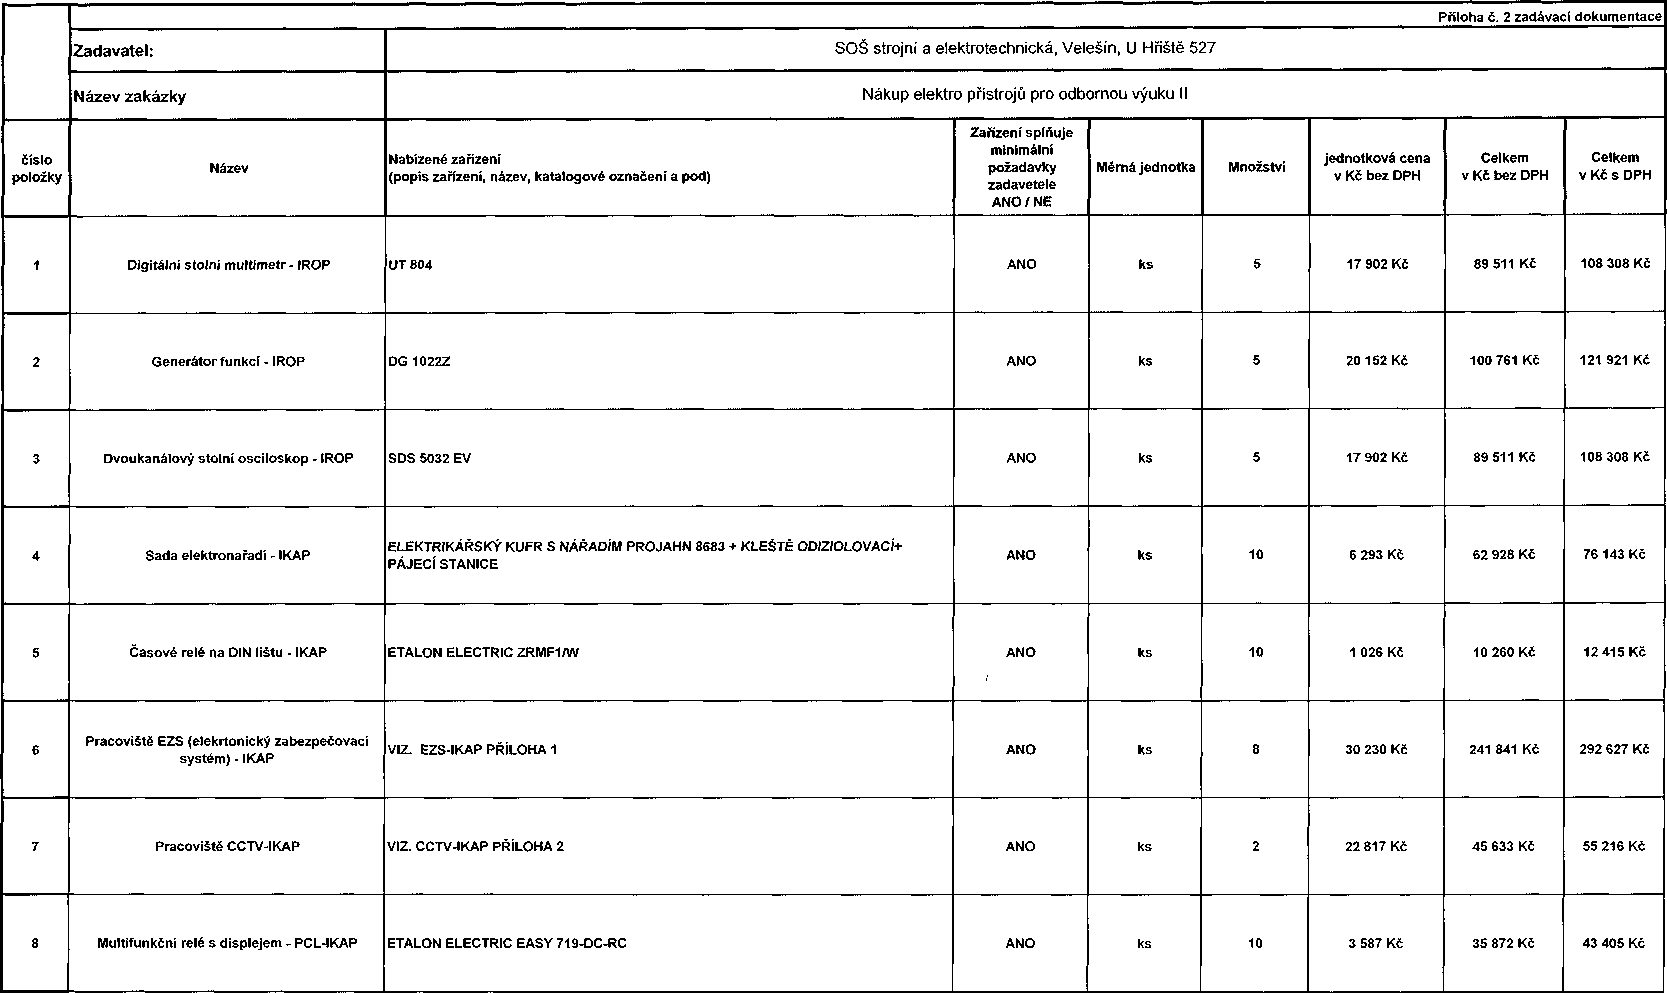 Příloha č. 2 zadávací dokumentace
Zadavatel: SOŠ strojní a elektrotechnická, Velešín, U Hřiště 527
Název zakázky Nákup elektro přístrojů pro odbornou výuku II
číslo položky Název Nabízené zařízení (popis zařízení, název, katalogové označení a pod) Zařízení splňuje minimální požadavky zadavetele ANO / NE Měrná jednotka Množství jednotková cena v Kč bez DPH Celkem v Kč bez DPH Celkem v Kč s DPH
1 Digitální stolní multimetr - IROP UT 804 ANO ks 5 17 902 Kč 89 511 Kč 108 308 Kč
2 Generátor funkcí - IROP DG 1022Z ANO ks 5 20 152 Kč 100 761 Kč 121 921 Kč
3 Dvoukanálový stolní osciloskop - IROP SDS 5032 EV ANO ks 5 17 902 Kč 89 511 Kč 108 308 Kč
4 Sada elektronařadí - IKAP ELEKTRIKÁŘSKÝ KUFR S NÁŘADÍM PROJAHN 8683 + KLEŠTĚ ODIZIOLOVACÍ+
PÁJECÍ STANICE ANO ks 10 6 293 Kč 62 928 Kč 76 143 Kč
5 Časové relé na DIN lištu - IKAP ETALON ELECTRIC ZRMF1/W ANO ks 10 1 026 Kč 10 260 Kč 12 415 Kč
6 Pracoviště EZS (elekrtonický zabezpečovací
systém) - IKAP VIZ. EZS-IKAP PŘÍLOHA 1 ANO ks 8 30 230 Kč 241 841 Kč 292 627 Kč
7 Pracoviště CCTV-IKAP VIZ. CCTV-IKAP PŘÍLOHA 2 ANO ks 2 22 817 Kč 45 633 Kč 55 216 Kč
8 Multifunkční relé s displejem - PCL-IKAP ETALON ELECTRIC EASY 719-DC-RC ANO ks 10 3 587 Kč 35 872 Kč 43 405 Kč